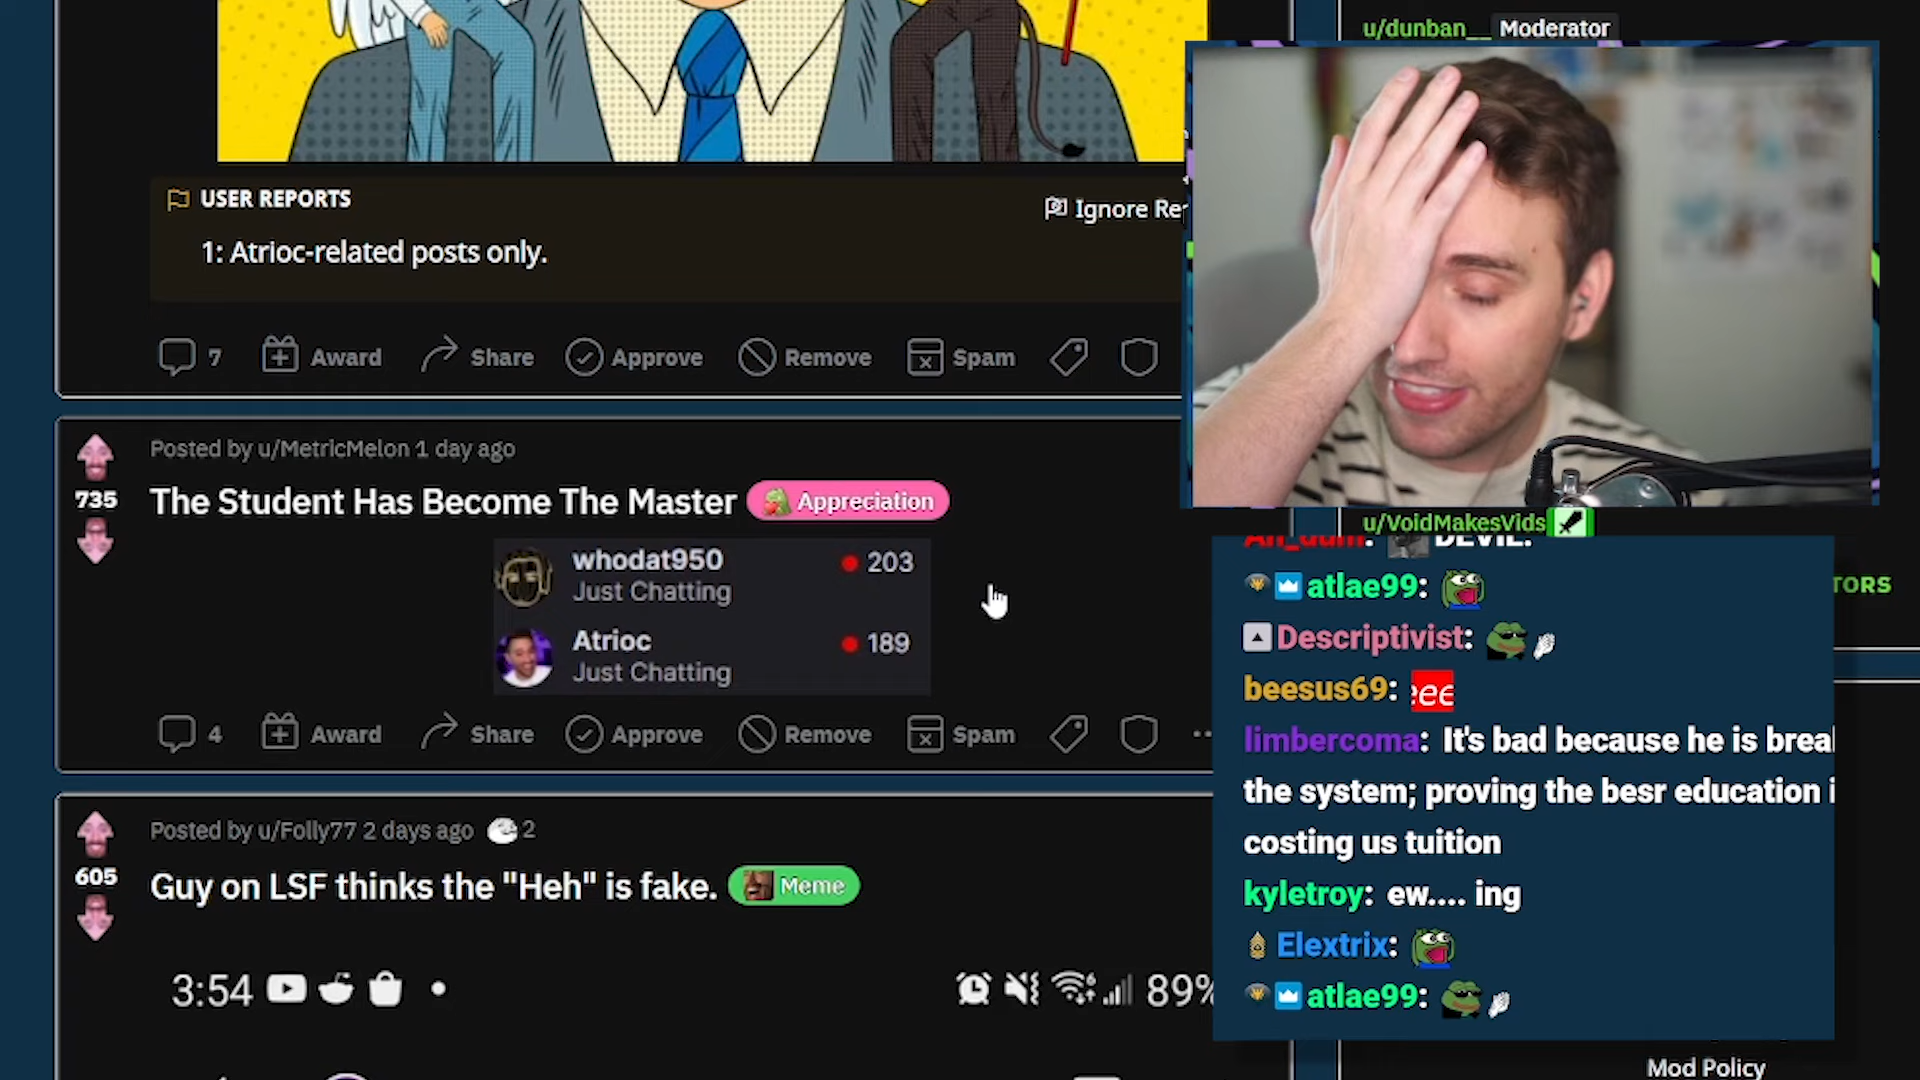 u/dunban__ Moderator
USER REPORTS
Ignore Re
1: Atrioc-related posts only.
7 Award Share Approve Remove Spam
Posted by u/MetricMelon 1 day ago
735
The Student Has Become The Master Appreciation
whodat950 203
Just Chatting
Atrioc 189
Just Chatting
4 Award Share Approve Remove Spam
Posted by u/Folly77 2 days ago 2
605
Guy on LSF thinks the "Heh" is fake. Meme
3:54 89%
u/VoidMakesVids
DEVIL.
TORS
atlae99:
Descriptivist:
beesus69: eee
limbercoma: It's bad because he is brea
the system; proving the besr education i
costing us tuition
kyletroy: ew.... ing
Elextrix:
atlae99:
Mod Policy